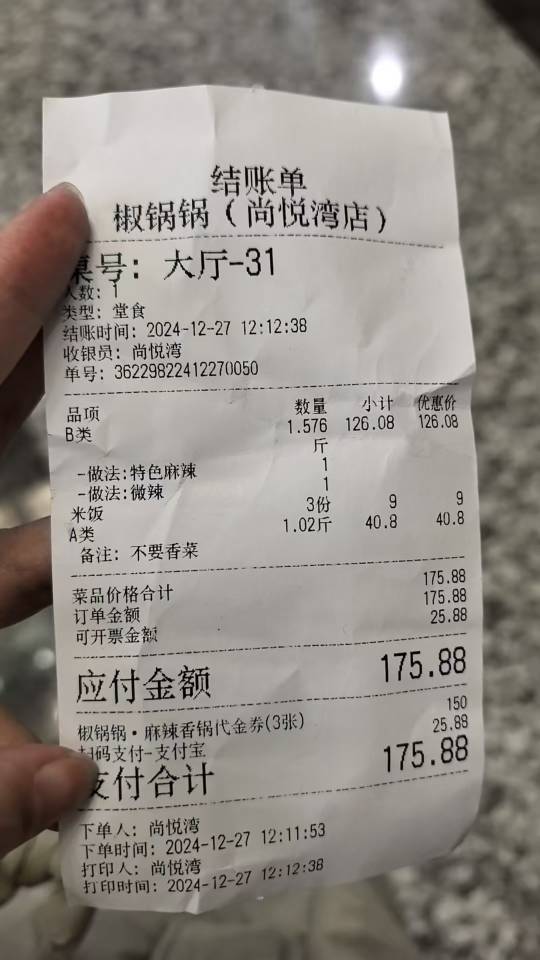 结账单
椒锅锅(尚悦湾店)
桌号: 大厅-31
人数: 1
类型: 堂食
结账时间: 2024-12-27 12:12:38
收银员: 尚悦湾
单号: 36229822412270050
品项 数量 小计 优惠价
B类 1.576 126.08 126.08
斤
-做法:特色麻辣 1
-做法:微辣 1
米饭 3份 9 9
A类 1.02斤 40.8 40.8
备注: 不要香菜
菜品价格合计 175.88
订单金额 175.88
可开票金额 25.88
应付金额 175.88
椒锅锅·麻辣香锅代金券(3张) 150
扫码支付-支付宝 25.88
支付合计 175.88
下单人: 尚悦湾
下单时间: 2024-12-27 12:11:53
打印人: 尚悦湾
打印时间: 2024-12-27 12:12:38